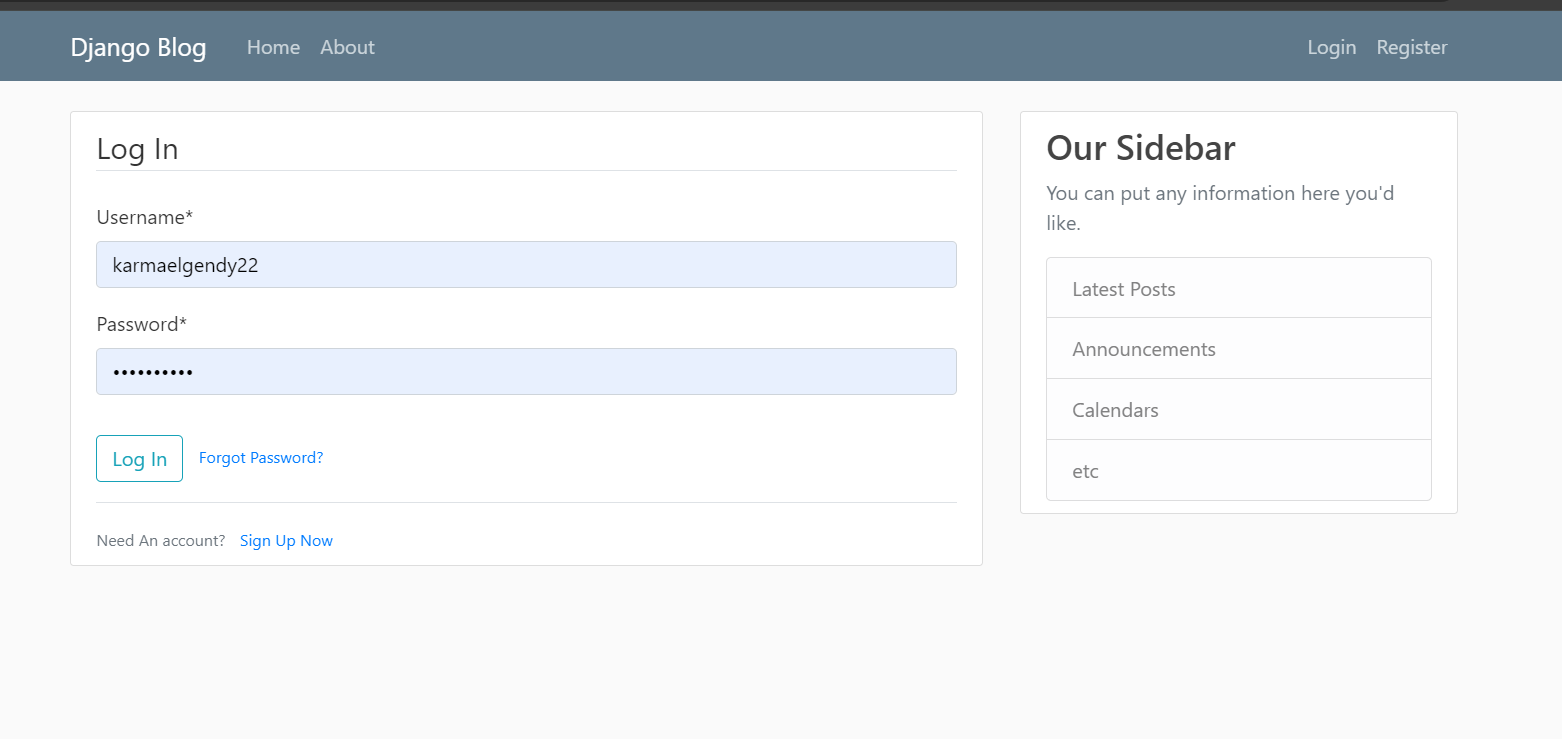 Django Blog Home About Login Register
Log In
Username*
karmaelgendy22
Password*
••••••••••
Log In Forgot Password?
Need An account? Sign Up Now
Our Sidebar
You can put any information here you'd
like.
Latest Posts
Announcements
Calendars
etc